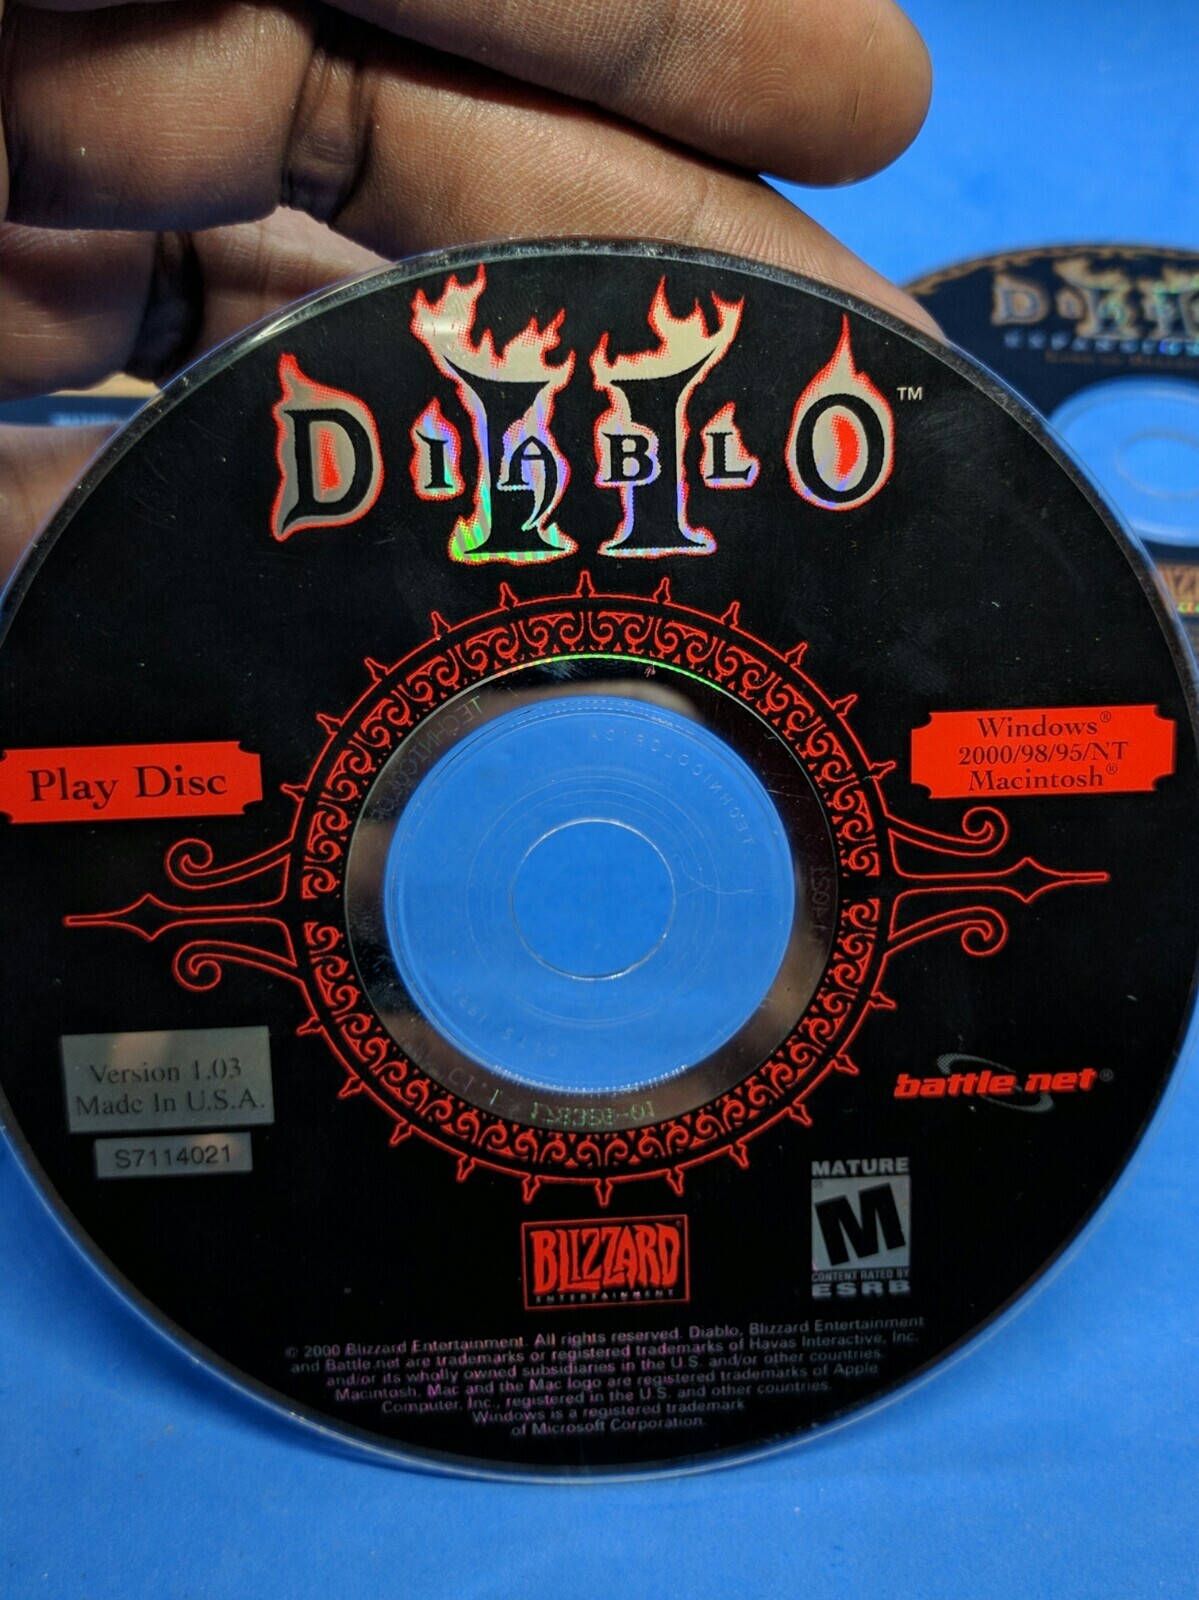 DIABLO II™
Play Disc
Windows®
2000/98/95/NT
Macintosh®
Version 1.03
Made In U.S.A.
S7114021
battle.net®
MATURE
M
CONTENT RATED BY
ESRB
BLIZZARD
ENTERTAINMENT
© 2000 Blizzard Entertainment. All rights reserved. Diablo, Blizzard Entertainment
and Battle.net are trademarks or registered trademarks of Havas Interactive, Inc.
and/or its wholly owned subsidiaries in the U.S. and/or other countries.
Macintosh, Mac and the Mac logo are registered trademarks of Apple
Computer, Inc., registered in the U.S. and other countries.
Windows is a registered trademark
of Microsoft Corporation.
TECHNICOLOR
DIABLO II